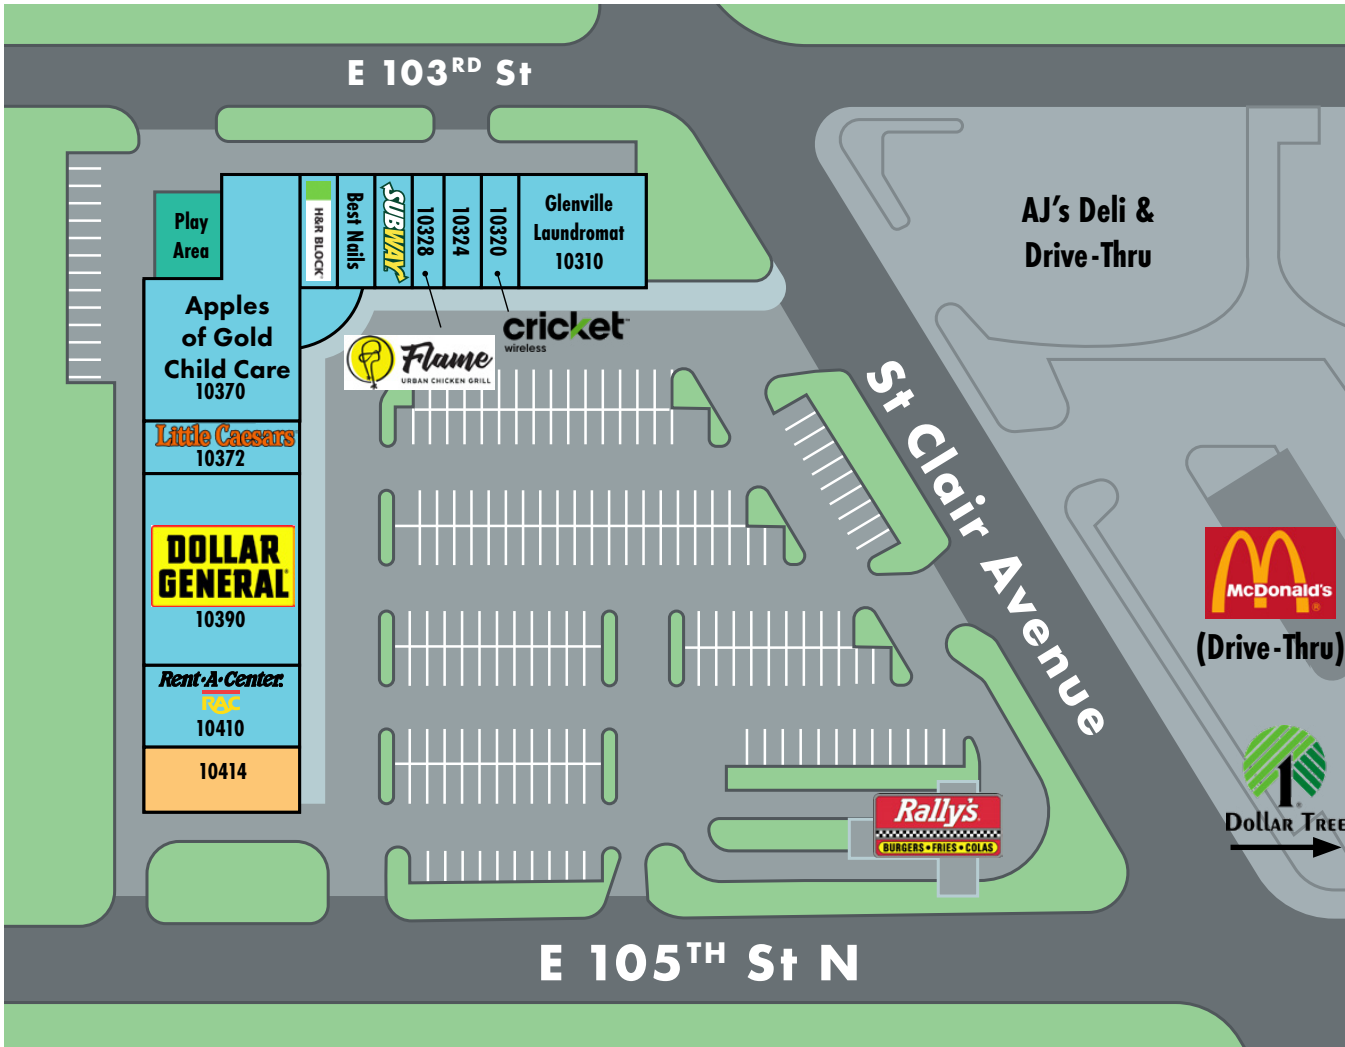 E 103RD St
Play
Area
H&R BLOCK®
Best Nails
SUBWAY
10328
10324
10320
Glenville
Laundromat
10310
AJ's Deli &
Drive-Thru
Apples
of Gold
Child Care
10370
Flame
URBAN CHICKEN GRILL
cricket™
wireless
Little Caesars
10372
St Clair Avenue
DOLLAR
GENERAL®
10390
McDonald's
®
(Drive-Thru)
Rent·A·Center.
RAC
10410
10414
Rally's
BURGERS • FRIES • COLAS
1
DOLLAR TREE
E 105TH St N